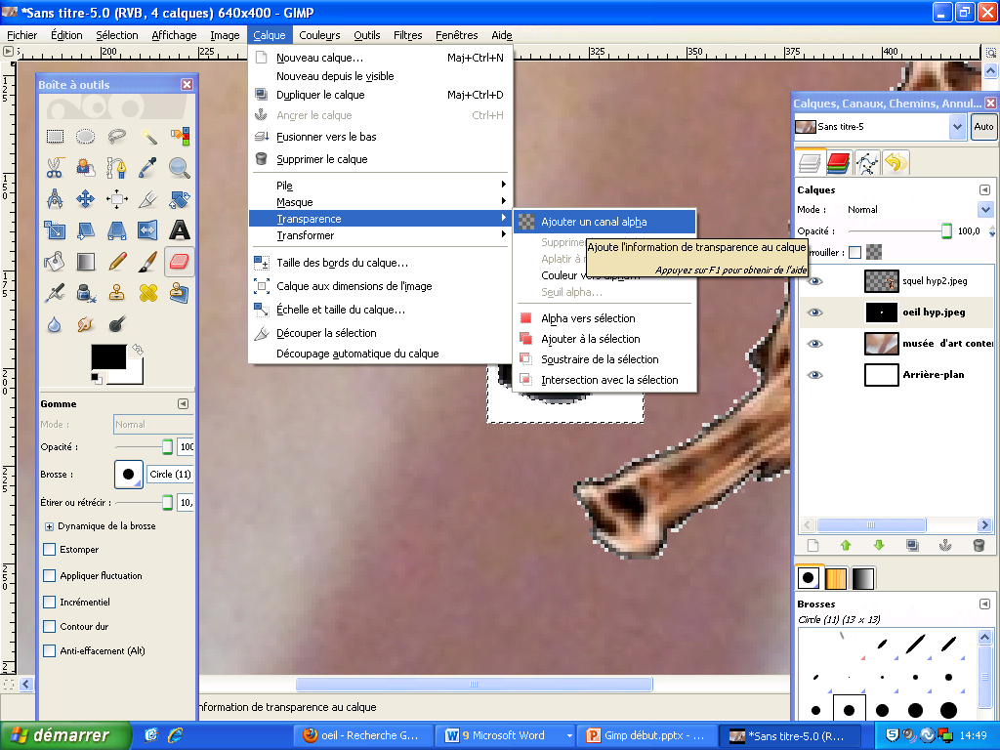 *Sans titre-5.0 (RVB, 4 calques) 640x400 – GIMP
Fichier Édition Sélection Affichage Image Calque Couleurs Outils Filtres Fenêtres Aide
200 225 325 350 375 400
Boîte à outils
Nouveau calque... Maj+Ctrl+N
Nouveau depuis le visible
Dupliquer le calque Maj+Ctrl+D
Ancrer le calque Ctrl+H
Fusionner vers le bas
Supprimer le calque
Pile
Masque
Transparence
Transformer
Taille des bords du calque...
Calque aux dimensions de l'image
Échelle et taille du calque...
Découper la sélection
Découpage automatique du calque
Ajouter un canal alpha
Supprime
Aplatir à
Couleur vers
Seuil alpha...
Alpha vers sélection
Ajouter à la sélection
Soustraire de la sélection
Intersection avec la sélection
Ajoute l'information de transparence au calque
Appuyez sur F1 pour obtenir de l'aide
Gomme
Mode : Normal
Opacité : 100
Brosse : Circle (11)
Étirer ou rétrécir : 10,
Dynamique de la brosse
Estomper
Appliquer fluctuation
Incrémentiel
Contour dur
Anti-effacement (Alt)
Calques, Canaux, Chemins, Annul...
Sans titre-5 Auto
Calques
Mode : Normal
Opacité : 100,0
rouiller :
squel hyp2.jpeg
oeil hyp.jpeg
musée d'art conte
Arrière-plan
Brosses
Circle (11) (13 × 13)
nformation de transparence au calque
démarrer
oeil - Recherche G...
9 Microsoft Word
Gimp début.pptx - ...
*Sans titre-5.0 (R...
14:49